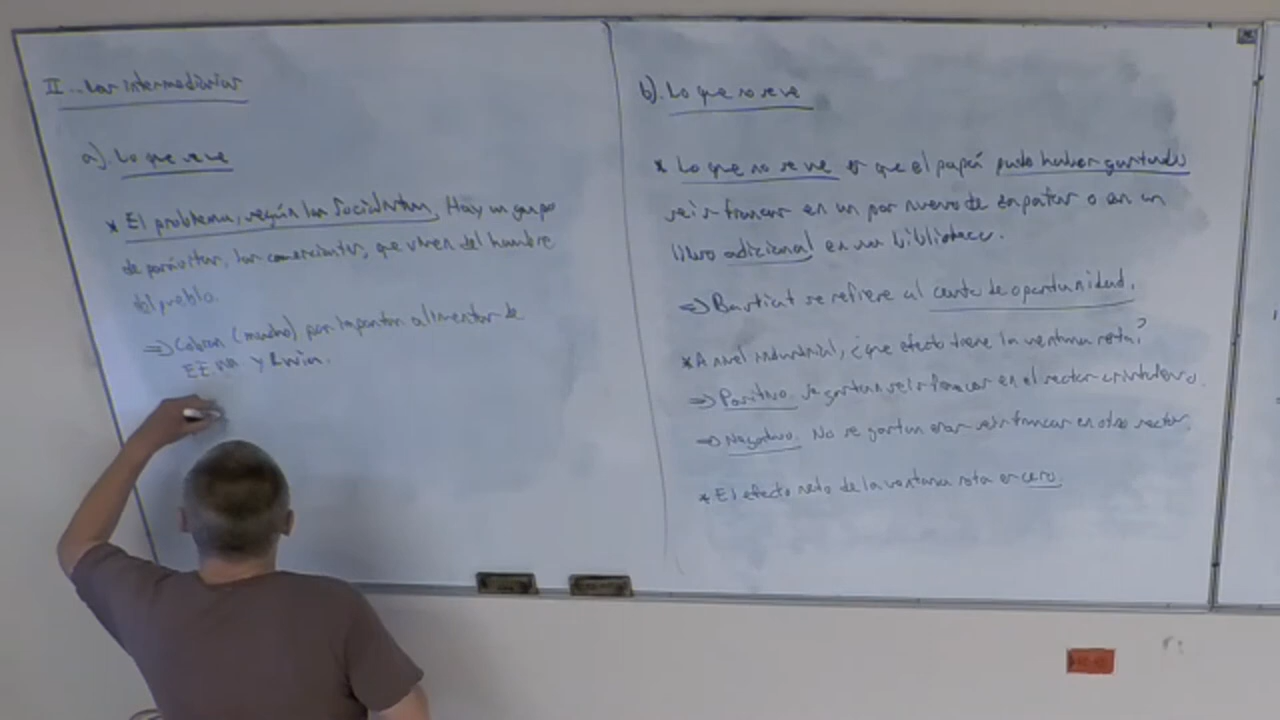 II. Los intermediarios
a). Lo que se ve
* El problema, según los Socialistas. Hay un grupo
de parásitos, los comerciantes, que viven del hambre
del pueblo.
=> Cobran (mucho) por importar alimentos de
EE UU y Rusia.
b). Lo que no se ve
* Lo que no se ve es que el papá pudo haber gastado
seis francos en un par nuevo de zapatos o en un
libro adicional en su biblioteca.
=> Bastiat se refiere al costo de oportunidad.
* A nivel industrial, ¿que efecto tiene la ventana rota?
=> Positivo. Se gastan seis francos en el sector cristalero.
=> Negativo. No se gastan esos seis francos en otro sector.
* El efecto neto de la ventana rota es cero.